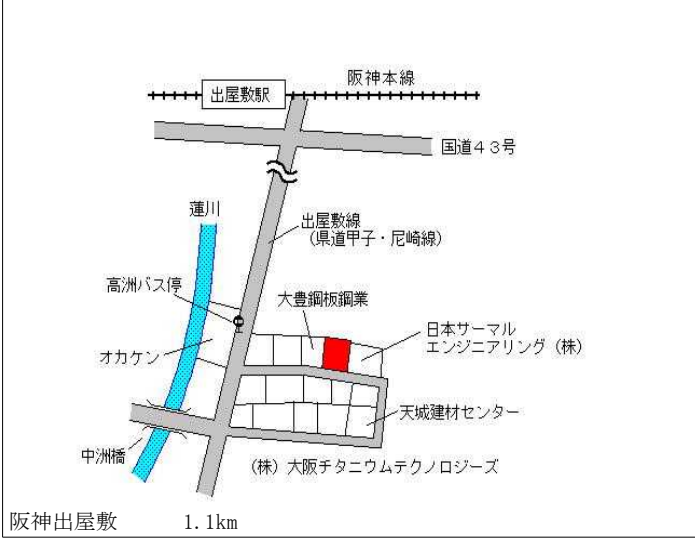 阪神本線
出屋敷駅
国道４３号
蓮川
出屋敷線
（県道甲子・尼崎線）
高洲バス停
大豊鋼板鋼業
日本サーマル
エンジニアリング（株）
オカケン
天城建材センター
中洲橋
（株）大阪チタニウムテクノロジーズ
阪神出屋敷　　　1.1km